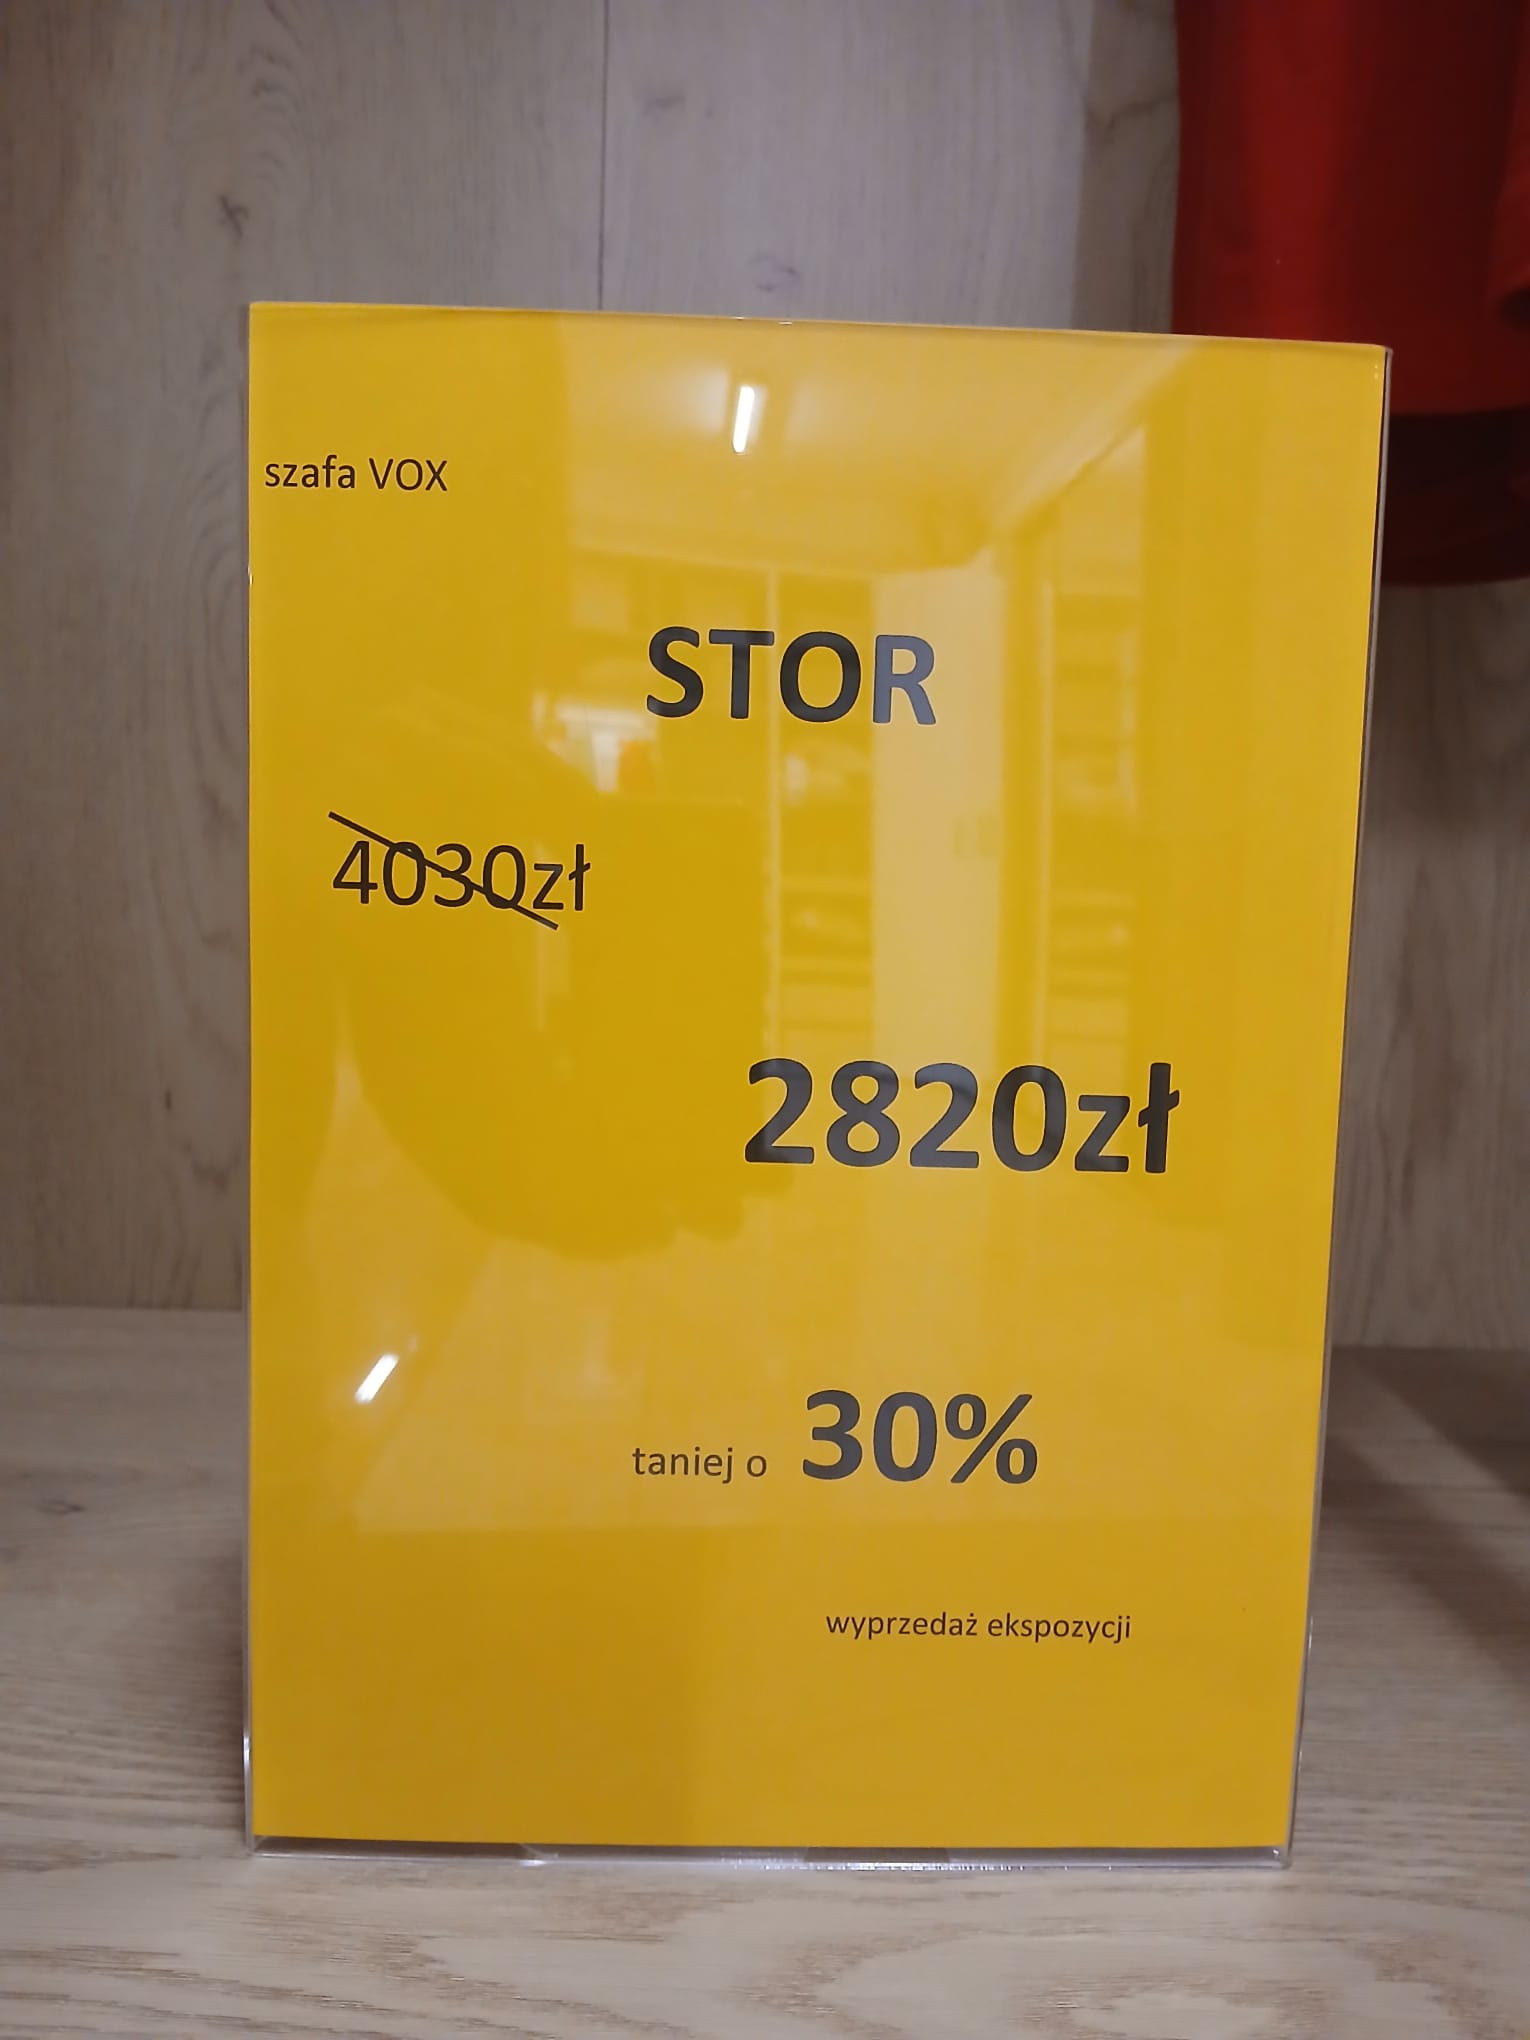 szafa VOX
STOR
4030zł
2820zł
taniej o 30%
wyprzedaż ekspozycji